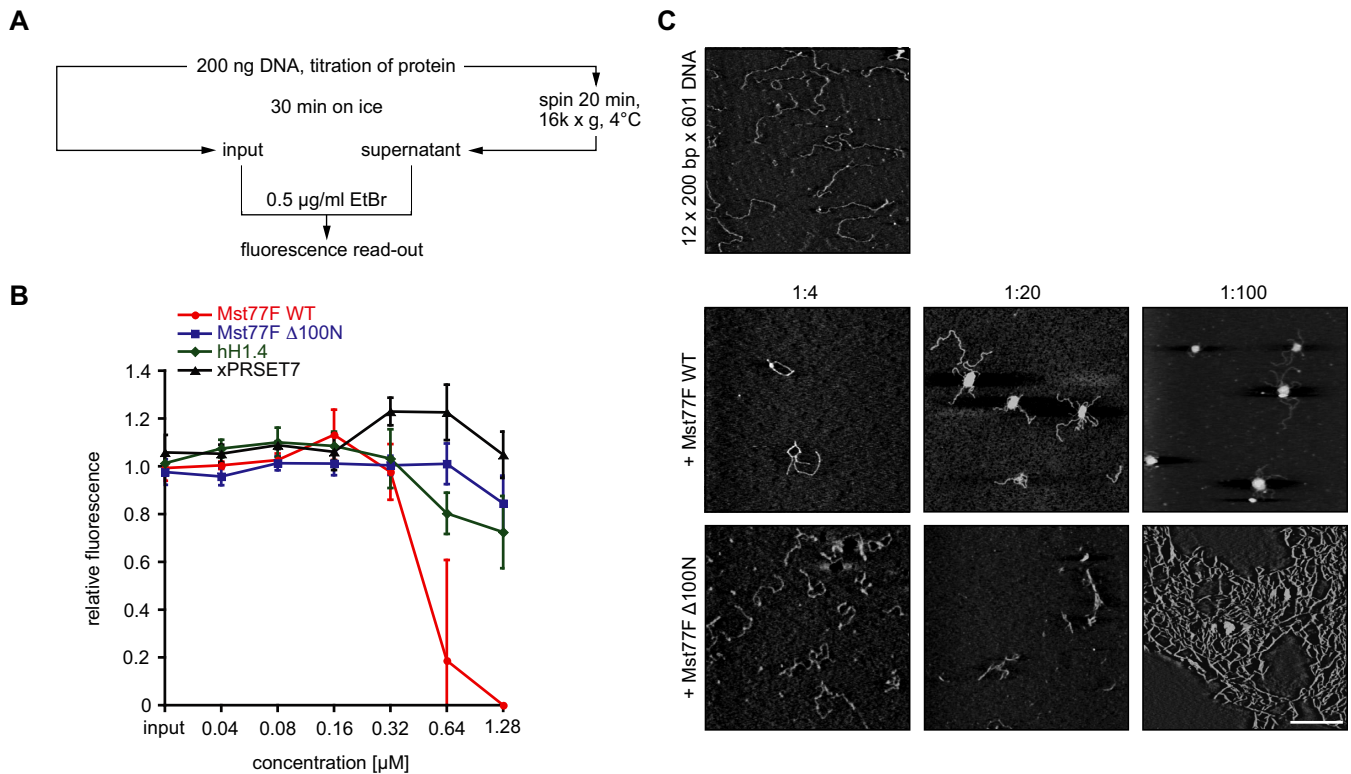 A
200 ng DNA, titration of protein
30 min on ice
spin 20 min,
16k x g, 4°C
input
supernatant
0.5 µg/ml EtBr
fluorescence read-out
B
Mst77F WT
Mst77F Δ100N
hH1.4
xPRSET7
1.4
1.2
1.0
0.8
0.6
0.4
0.2
0
relative fluorescence
input 0.04 0.08 0.16 0.32 0.64 1.28
concentration [µM]
C
12 x 200 bp x 601 DNA
1:4
1:20
1:100
+ Mst77F WT
+ Mst77F Δ100N